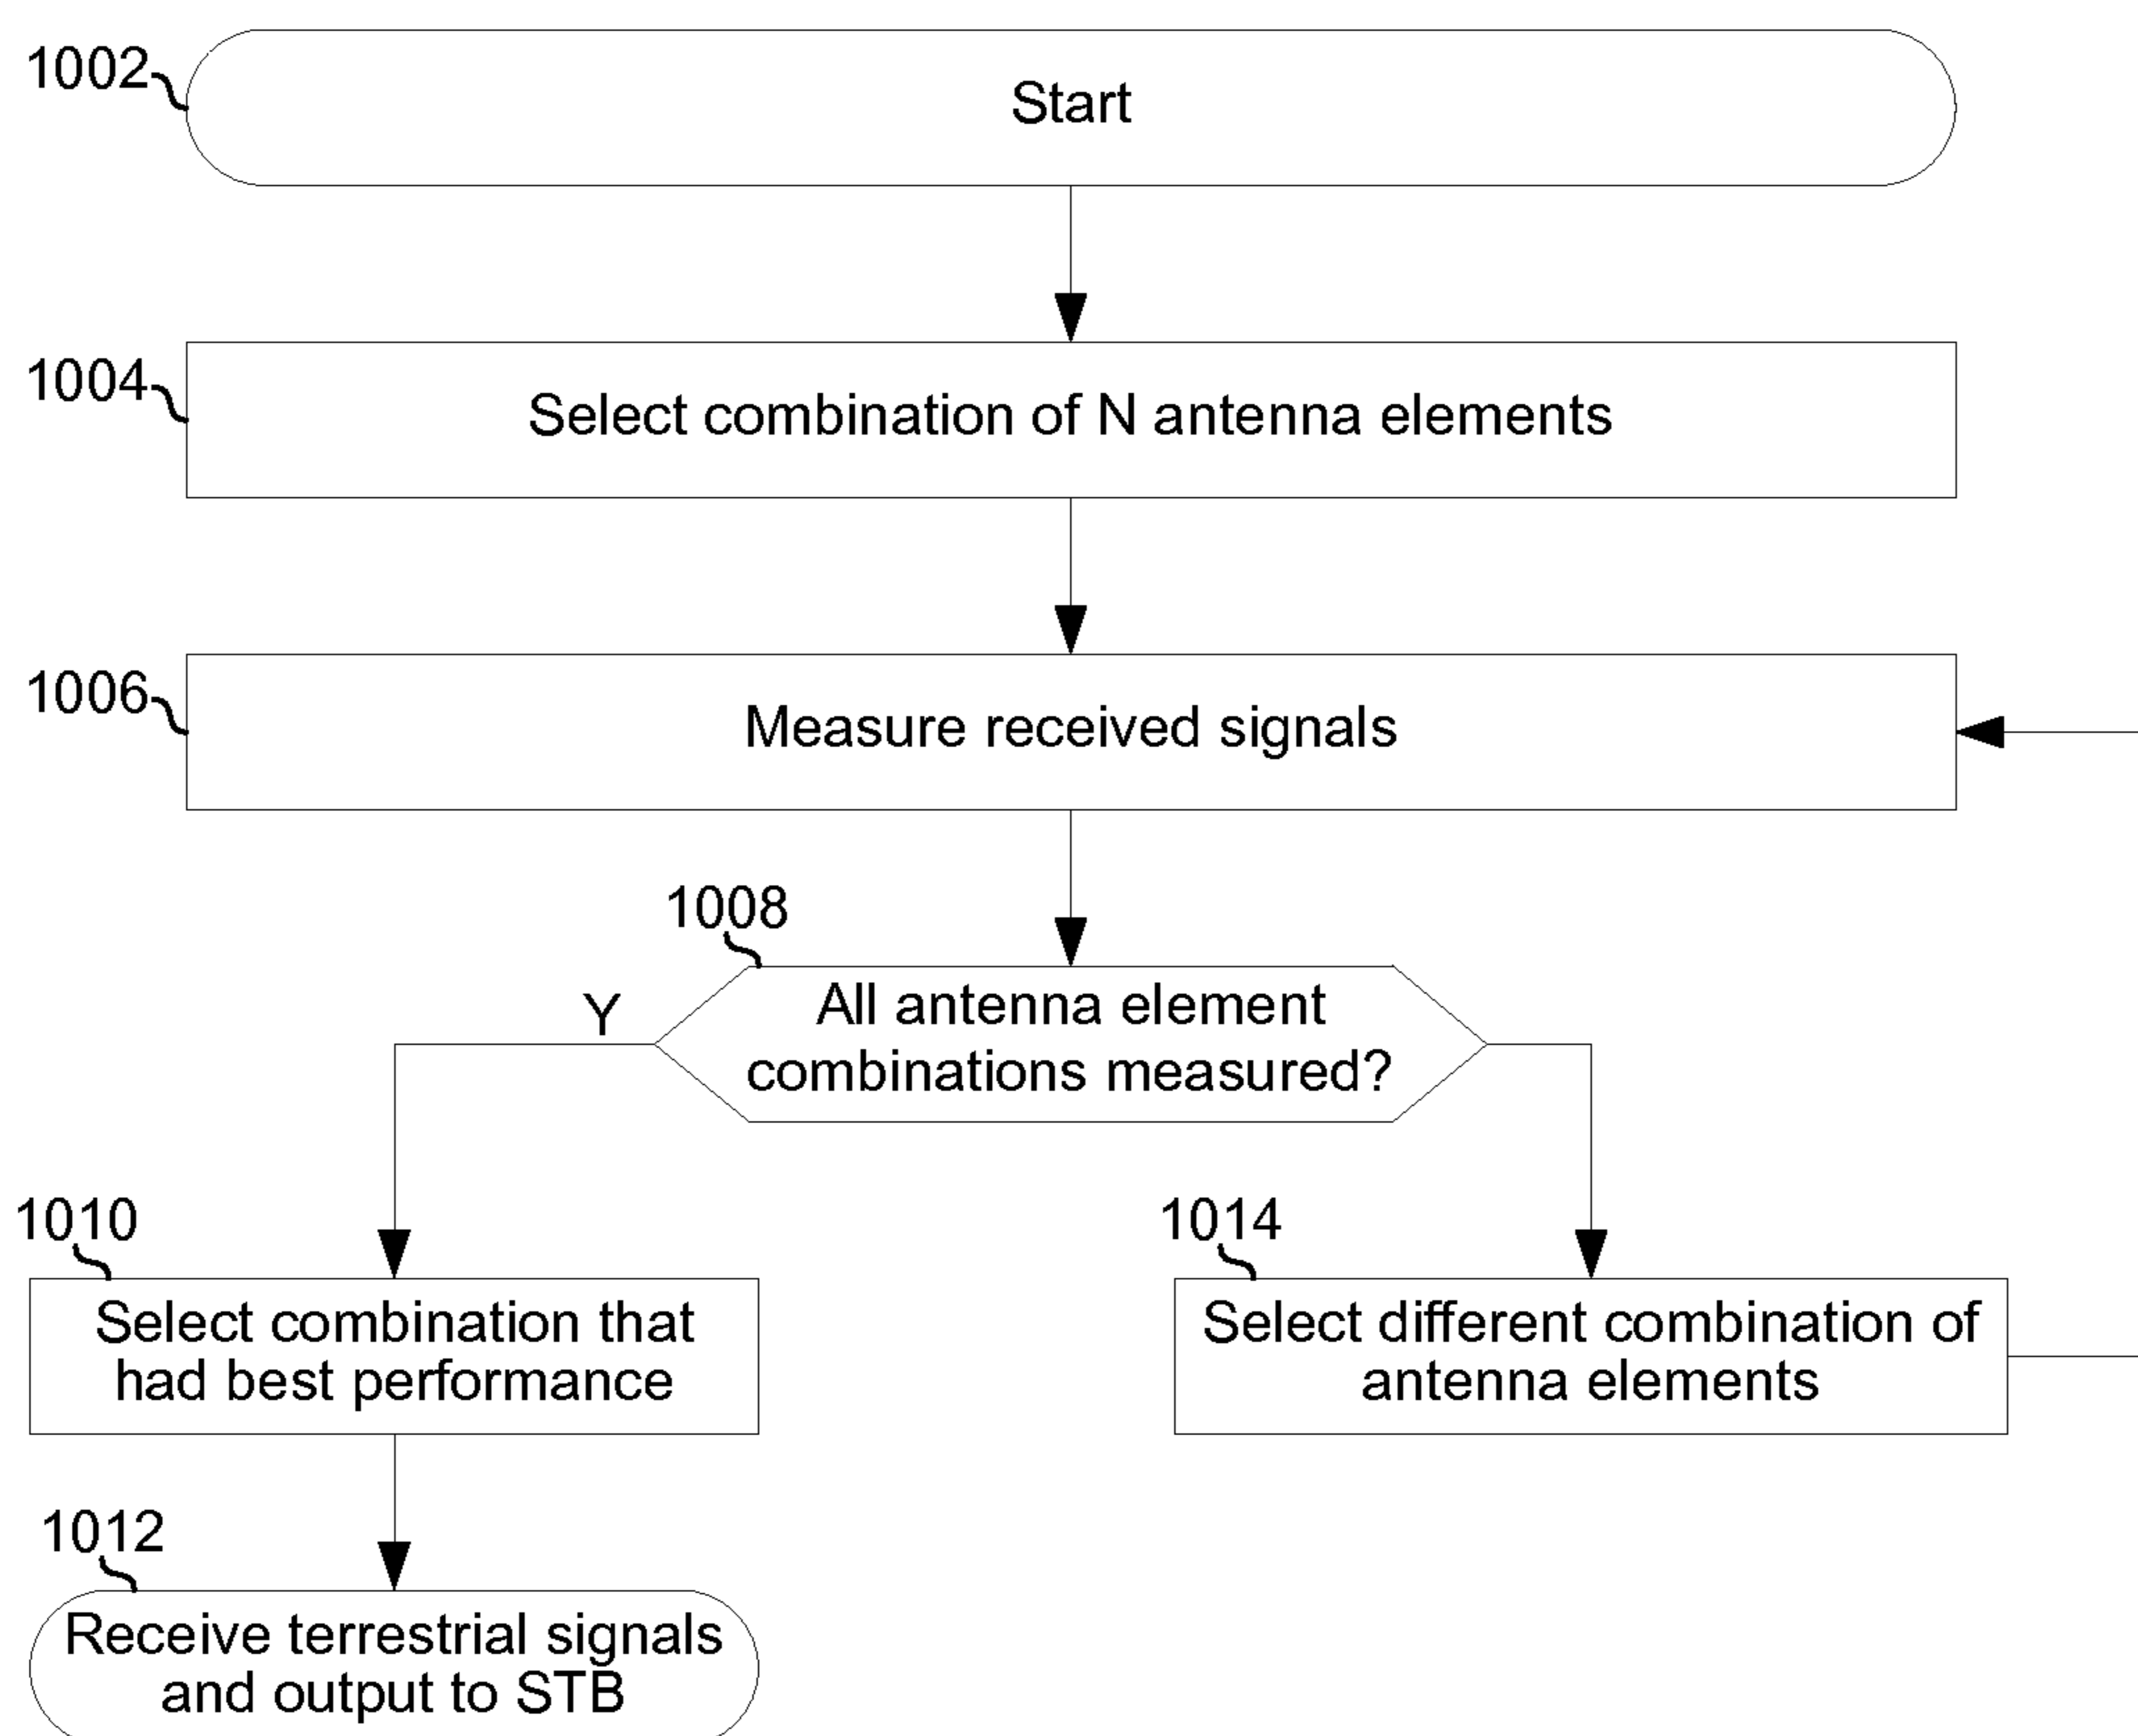 1002
Start
1004
Select combination of N antenna elements
1006
Measure received signals
1008
Y
All antenna element
combinations measured?
1010
Select combination that
had best performance
1014
Select different combination of
antenna elements
1012
Receive terrestrial signals
and output to STB